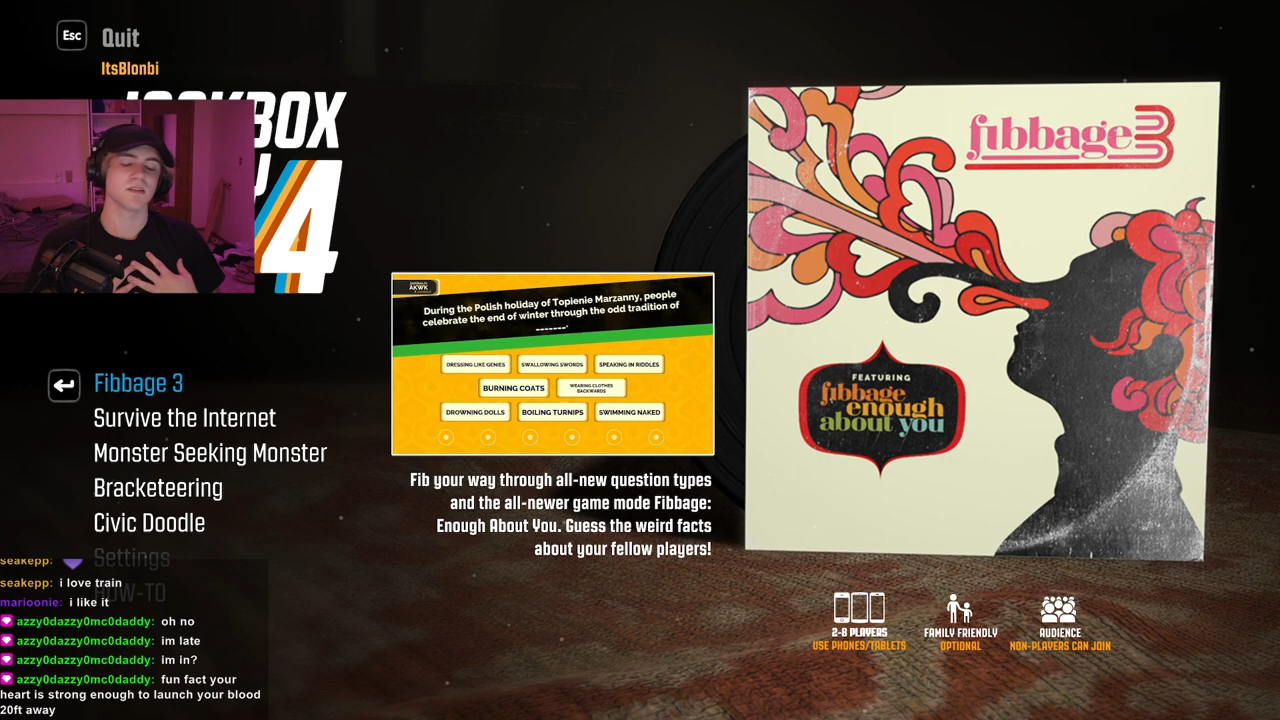 Esc Quit
ItsBlonbi
BOX
4
Fibbage 3
Survive the Internet
Monster Seeking Monster
Bracketeering
Civic Doodle
Settings
HOW-TO
seakepp:
seakepp: i love train
marioonie: i like it
azzy0dazzy0mc0daddy: oh no
azzy0dazzy0mc0daddy: im late
azzy0dazzy0mc0daddy: im in?
azzy0dazzy0mc0daddy: fun fact your
heart is strong enough to launch your blood
20ft away
AKWK
During the Polish holiday of Topienie Marzanny, people
celebrate the end of winter through the odd tradition of
_______.
DRESSING LIKE GENIES
SWALLOWING SWORDS
SPEAKING IN RIDDLES
BURNING COATS
WEARING CLOTHES
BACKWARDS
DROWNING DOLLS
BOILING TURNIPS
SWIMMING NAKED
Fib your way through all-new question types
and the all-newer game mode Fibbage:
Enough About You. Guess the weird facts
about your fellow players!
fibbage 3
FEATURING
fibbage
enough
about you
2-8 PLAYERS
USE PHONES/TABLETS
FAMILY FRIENDLY
OPTIONAL
AUDIENCE
NON-PLAYERS CAN JOIN